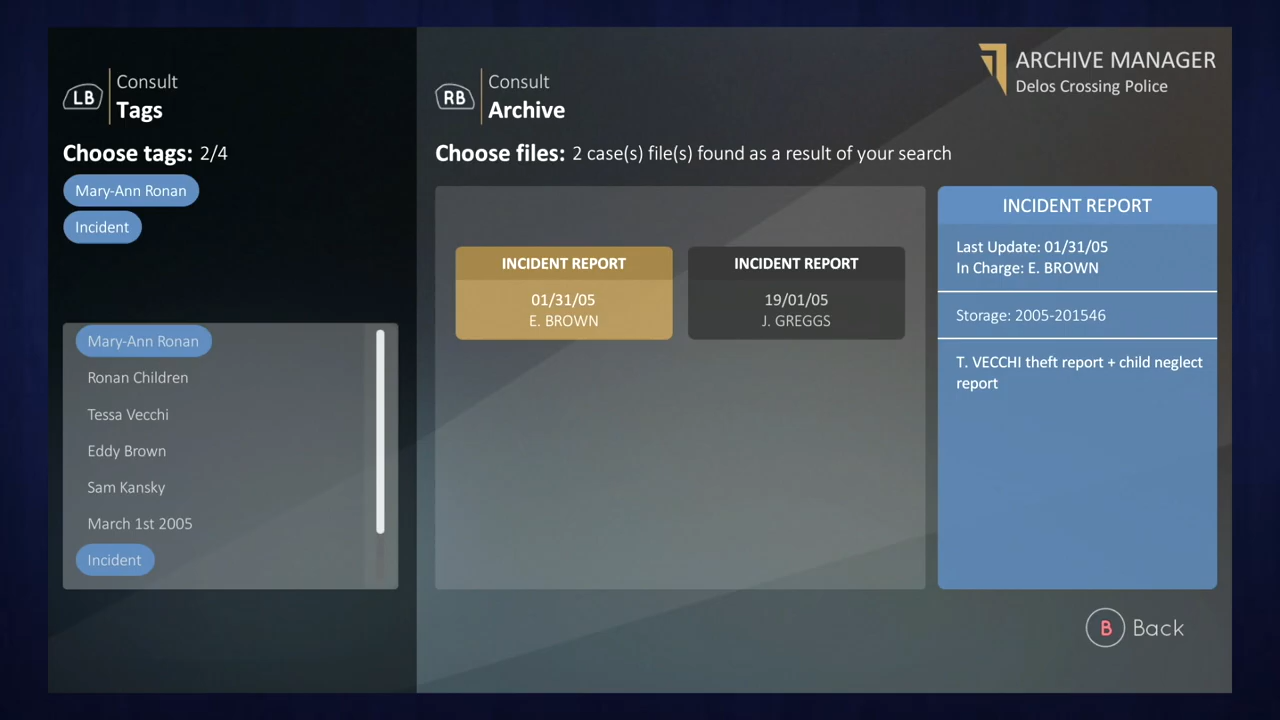 LB
Consult
Tags
Choose tags: 2/4
Mary-Ann Ronan
Incident
Mary-Ann Ronan
Ronan Children
Tessa Vecchi
Eddy Brown
Sam Kansky
March 1st 2005
Incident
RB
Consult
Archive
ARCHIVE MANAGER
Delos Crossing Police
Choose files: 2 case(s) file(s) found as a result of your search
INCIDENT REPORT
01/31/05
E. BROWN
INCIDENT REPORT
19/01/05
J. GREGGS
INCIDENT REPORT
Last Update: 01/31/05
In Charge: E. BROWN
Storage: 2005-201546
T. VECCHI theft report + child neglect
report
B Back